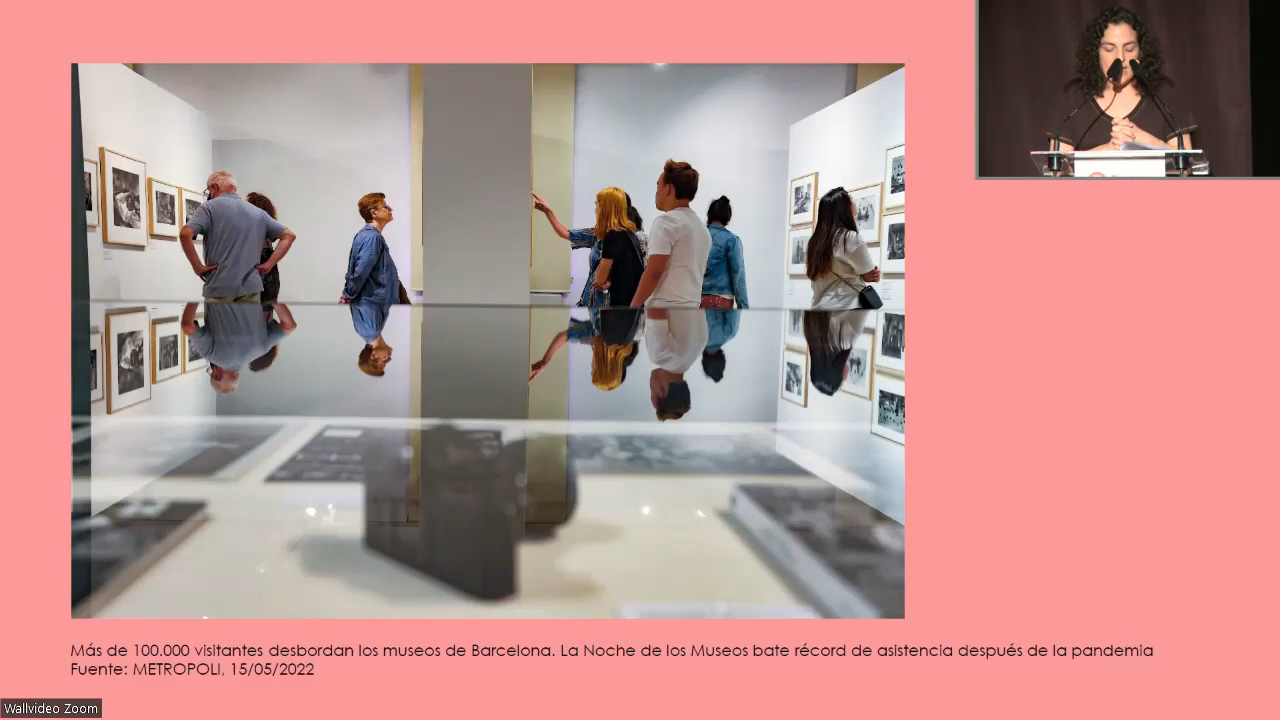 Más de 100.000 visitantes desbordan los museos de Barcelona. La Noche de los Museos bate récord de asistencia después de la pandemia
Fuente: METROPOLI, 15/05/2022
Wallvideo Zoom